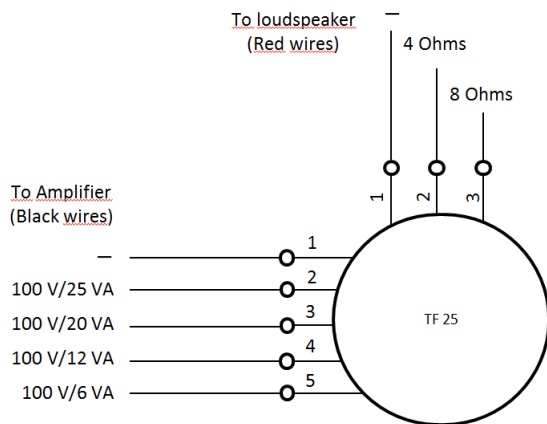 To loudspeaker
(Red wires)
–
4 Ohms
8 Ohms
1
2
3
To Amplifier
(Black wires)
–
1
100 V/25 VA
2
100 V/20 VA
3
100 V/12 VA
4
100 V/6 VA
5
TF 25